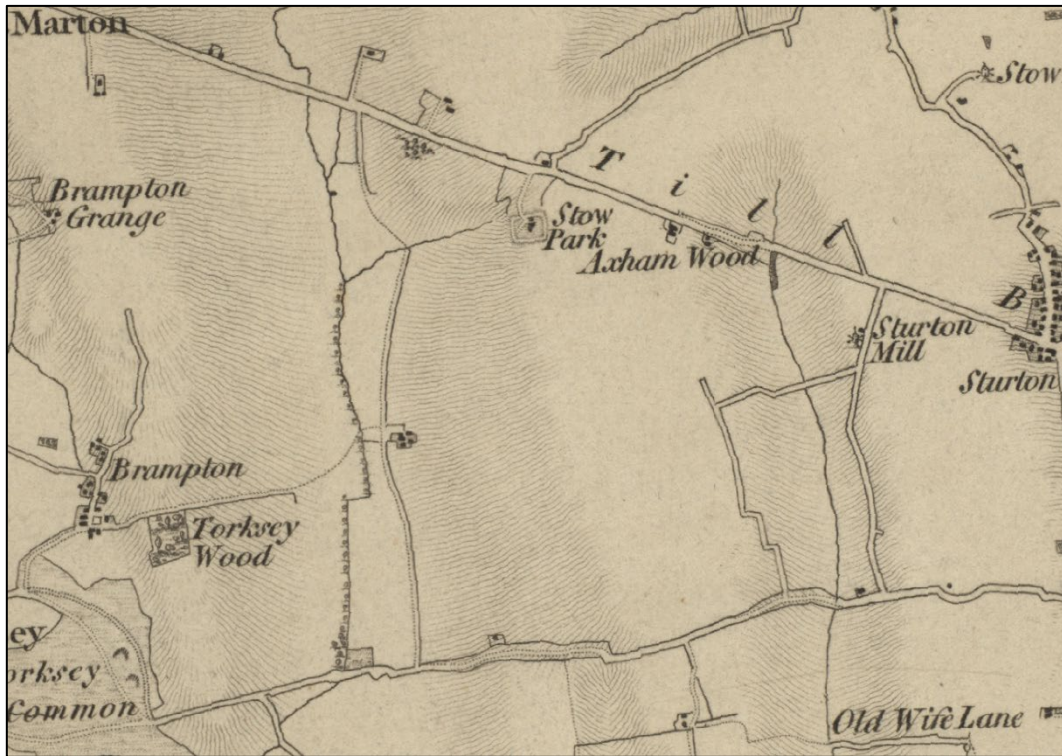 Marton
Stow
Brampton
Grange
T i l l
Stow
Park
Axham Wood
B
Sturton
Mill
Sturton
Brampton
Torksey
Wood
ey
orksey
Common
Old Wife Lane